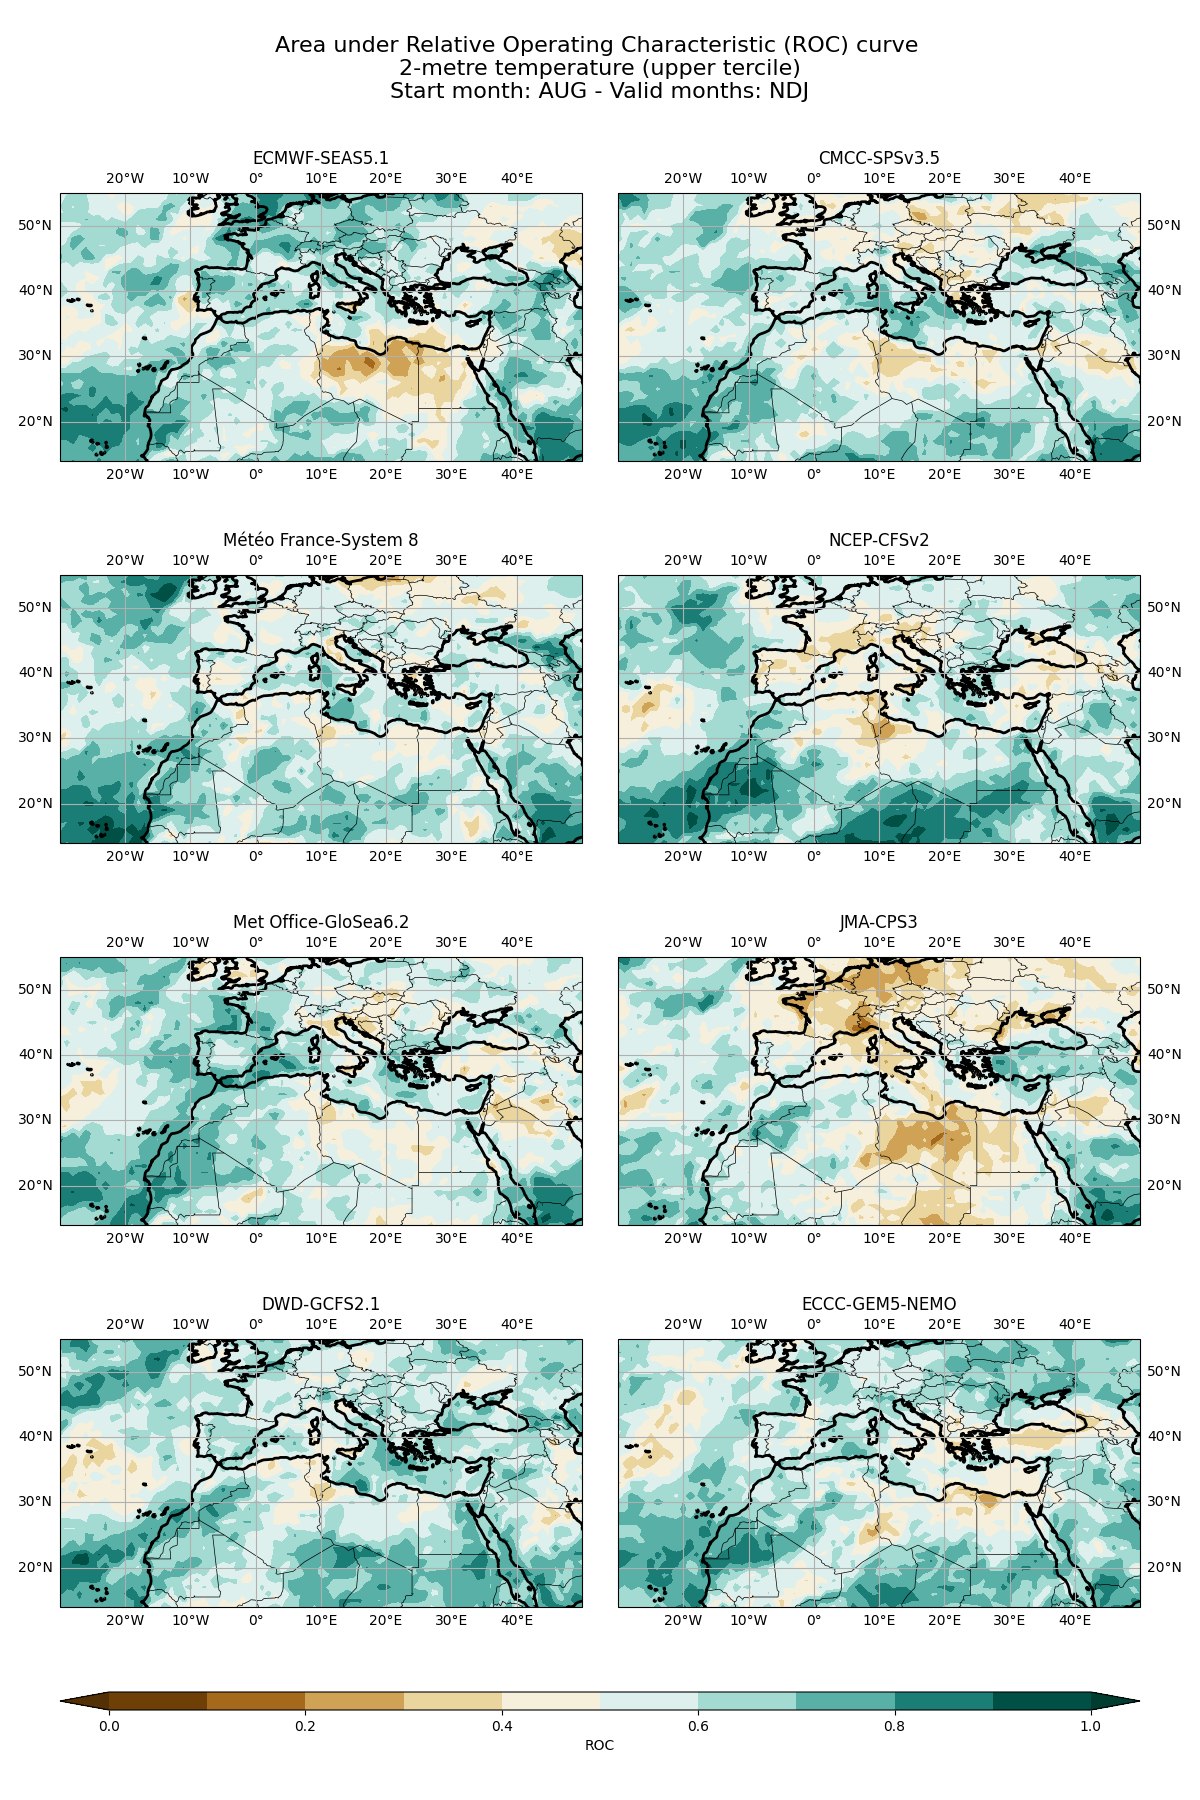 Area under Relative Operating Characteristic (ROC) curve
2-metre temperature (upper tercile)
Start month: AUG - Valid months: NDJ
ECMWF-SEAS5.1
20°W 10°W 0° 10°E 20°E 30°E 40°E
50°N
40°N
30°N
20°N
20°W 10°W 0° 10°E 20°E 30°E 40°E
CMCC-SPSv3.5
20°W 10°W 0° 10°E 20°E 30°E 40°E
50°N
40°N
30°N
20°N
20°W 10°W 0° 10°E 20°E 30°E 40°E
Météo France-System 8
20°W 10°W 0° 10°E 20°E 30°E 40°E
50°N
40°N
30°N
20°N
20°W 10°W 0° 10°E 20°E 30°E 40°E
NCEP-CFSv2
20°W 10°W 0° 10°E 20°E 30°E 40°E
50°N
40°N
30°N
20°N
20°W 10°W 0° 10°E 20°E 30°E 40°E
Met Office-GloSea6.2
20°W 10°W 0° 10°E 20°E 30°E 40°E
50°N
40°N
30°N
20°N
20°W 10°W 0° 10°E 20°E 30°E 40°E
JMA-CPS3
20°W 10°W 0° 10°E 20°E 30°E 40°E
50°N
40°N
30°N
20°N
20°W 10°W 0° 10°E 20°E 30°E 40°E
DWD-GCFS2.1
20°W 10°W 0° 10°E 20°E 30°E 40°E
50°N
40°N
30°N
20°N
20°W 10°W 0° 10°E 20°E 30°E 40°E
ECCC-GEM5-NEMO
20°W 10°W 0° 10°E 20°E 30°E 40°E
50°N
40°N
30°N
20°N
20°W 10°W 0° 10°E 20°E 30°E 40°E
0.0 0.2 0.4 0.6 0.8 1.0
ROC